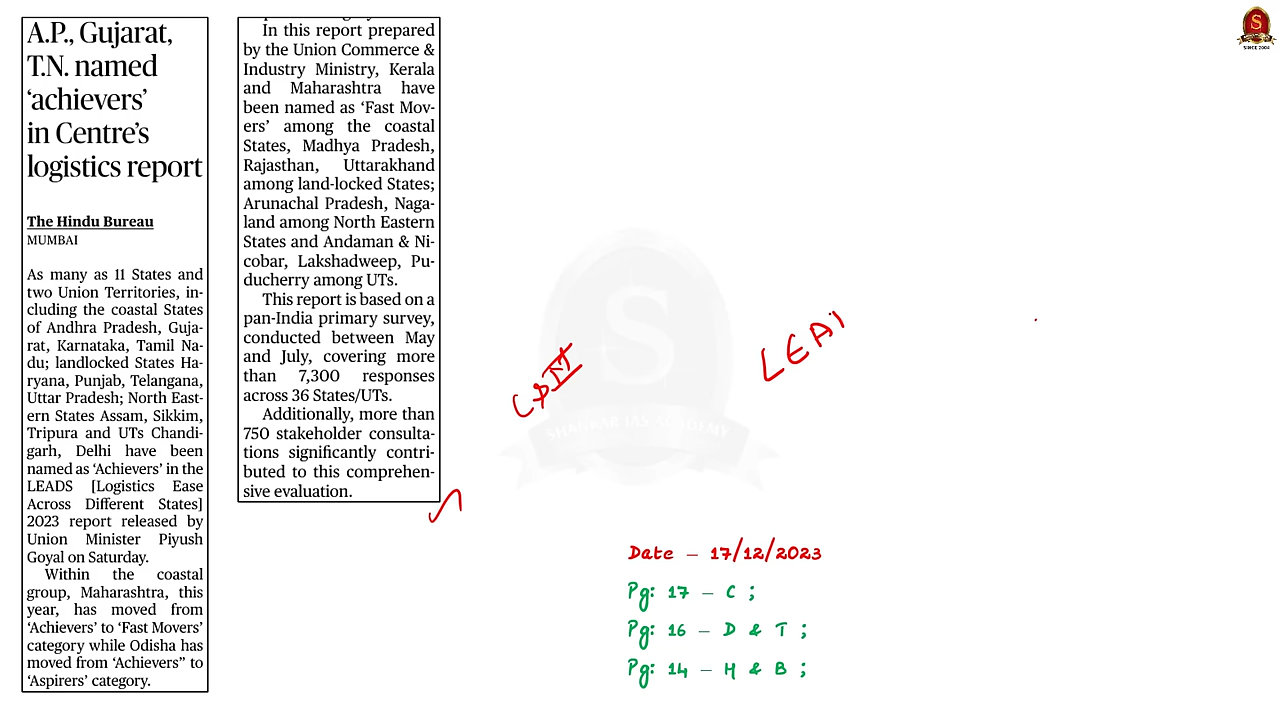 A.P., Gujarat,
T.N. named
‘achievers’
in Centre’s
logistics report
The Hindu Bureau
MUMBAI
As many as 11 States and
two Union Territories, in-
cluding the coastal States
of Andhra Pradesh, Guja-
rat, Karnataka, Tamil Na-
du; landlocked States Ha-
ryana, Punjab, Telangana,
Uttar Pradesh; North East-
ern States Assam, Sikkim,
Tripura and UTs Chandi-
garh, Delhi have been
named as ‘Achievers’ in the
LEADS [Logistics Ease
Across Different States]
2023 report released by
Union Minister Piyush
Goyal on Saturday.
Within the coastal
group, Maharashtra, this
year, has moved from
‘Achievers’ to ‘Fast Movers’
category while Odisha has
moved from ‘Achievers” to
‘Aspirers’ category.
In this report prepared
by the Union Commerce &
Industry Ministry, Kerala
and Maharashtra have
been named as ‘Fast Mov-
ers’ among the coastal
States, Madhya Pradesh,
Rajasthan, Uttarakhand
among land-locked States;
Arunachal Pradesh, Naga-
land among North Eastern
States and Andaman & Ni-
cobar, Lakshadweep, Pu-
ducherry among UTs.
This report is based on a
pan-India primary survey,
conducted between May
and July, covering more
than 7,300 responses
across 36 States/UTs.
Additionally, more than
750 stakeholder consulta-
tions significantly contri-
buted to this comprehen-
sive evaluation.
S
SINCE 2004
S
SHANKAR IAS ACADEMY
Date – 17/12/2023
Pg: 17 – C ;
Pg: 16 – D & T ;
Pg: 14 – H & B ;